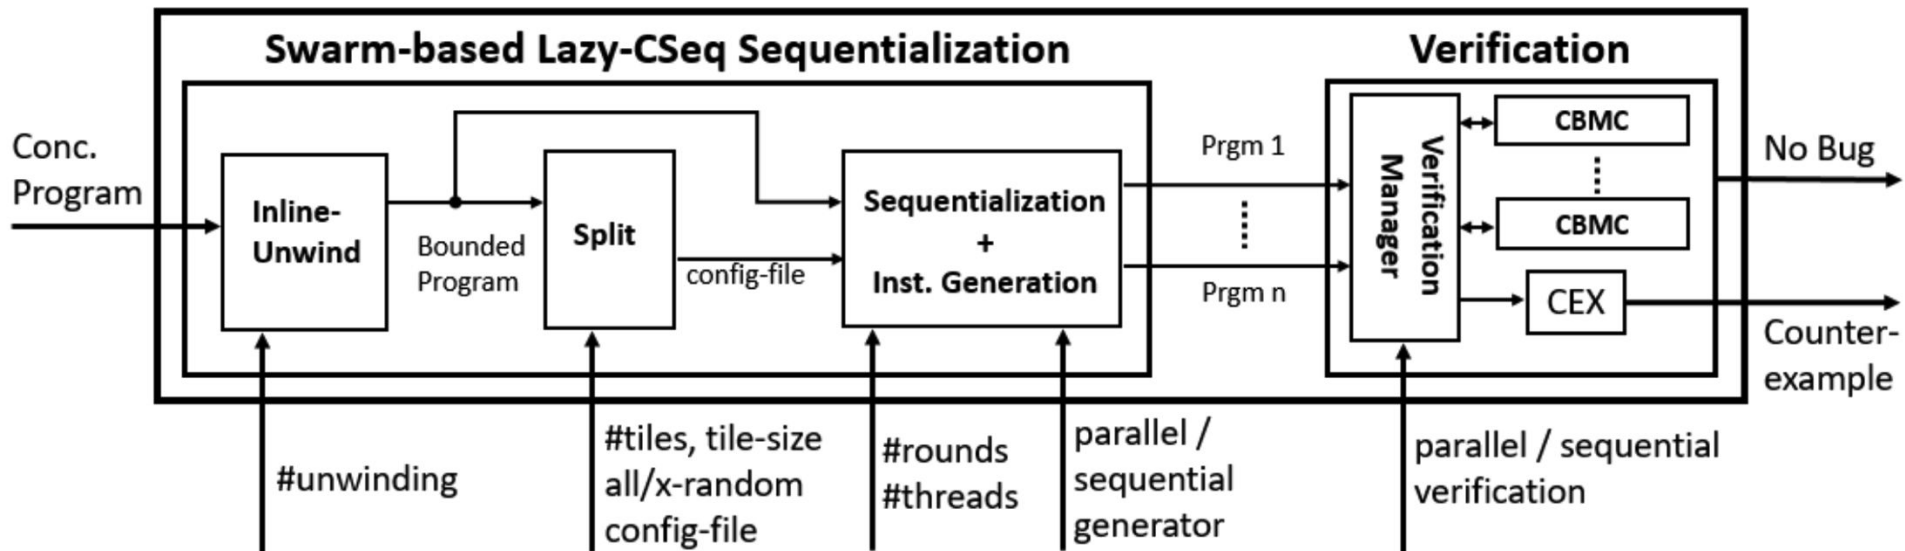 Swarm-based Lazy-CSeq Sequentialization
Verification
Conc.
Program
Inline-
Unwind
Bounded
Program
Split
config-file
Sequentialization
+
Inst. Generation
Prgm 1
Prgm n
Verification
Manager
CBMC
CBMC
CEX
No Bug
Counter-
example
#unwinding
#tiles, tile-size
all/x-random
config-file
#rounds
#threads
parallel /
sequential
generator
parallel / sequential
verification